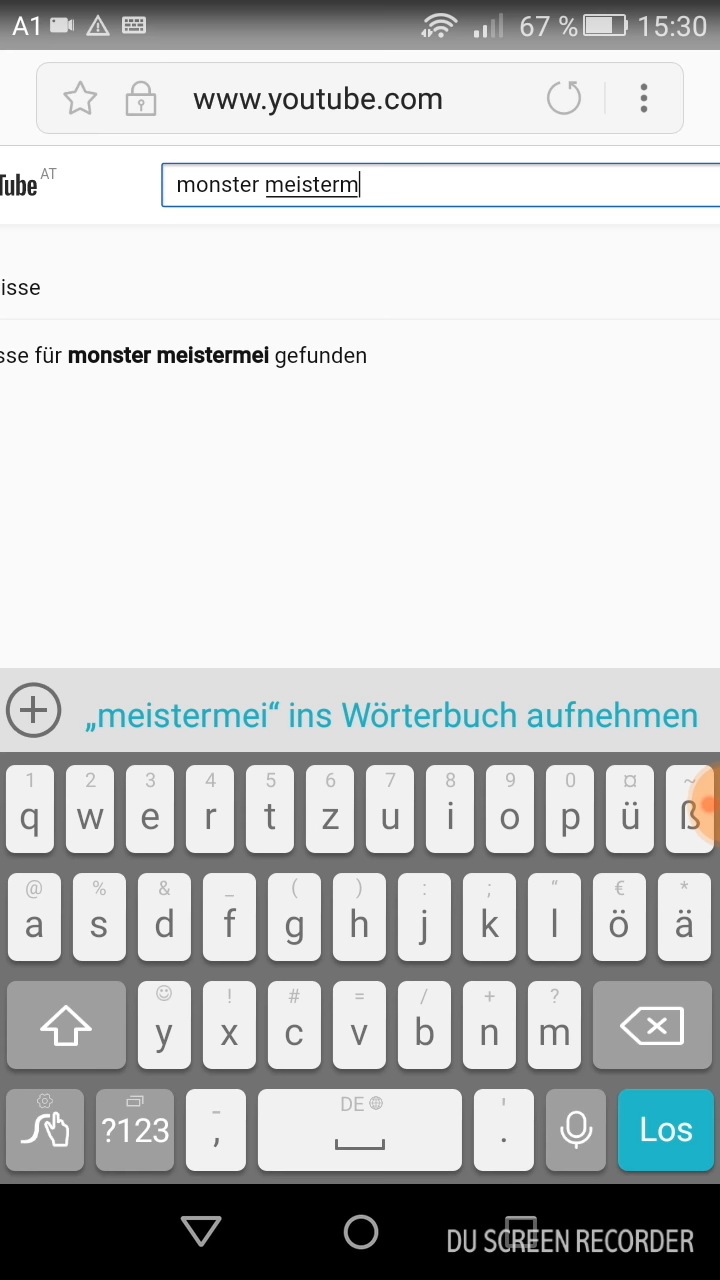 A1 67 % 15:30
www.youtube.com
Tube AT
monster meisterm
isse
sse für monster meistermei gefunden
„meistermei“ ins Wörterbuch aufnehmen
1 2 3 4 5 6 7 8 9 0 ¤ ~
q w e r t z u i o p ü ß
@ % & _ ( ) : ; “ € *
a s d f g h j k l ö ä
! # = / + ?
y x c v b n m
- DE '
?123 , . Los
DU SCREEN RECORDER